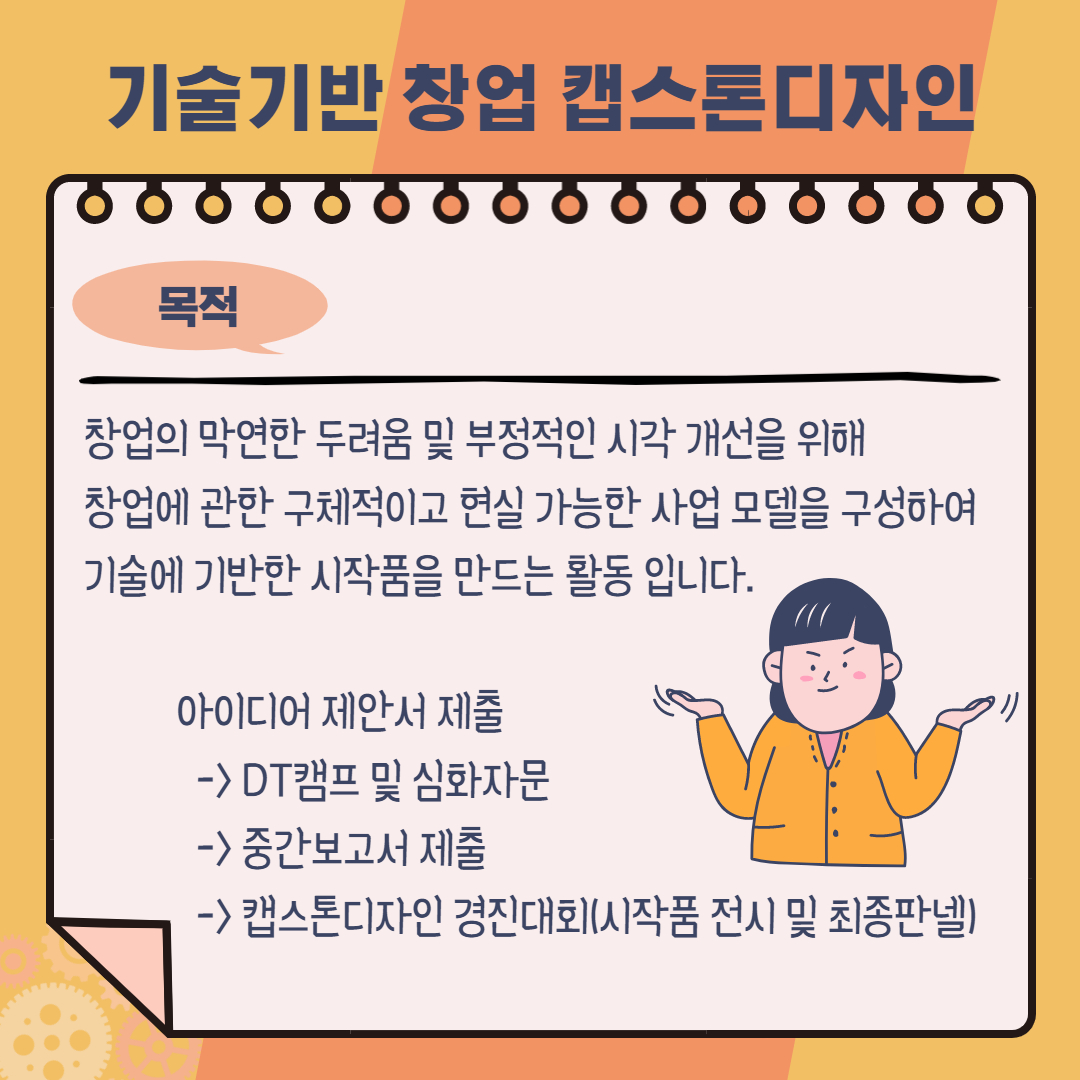 기술기반 창업 캡스톤디자인
목적
창업의 막연한 두려움 및 부정적인 시각 개선을 위해
창업에 관한 구체적이고 현실 가능한 사업 모델을 구성하여
기술에 기반한 시작품을 만드는 활동 입니다.
아이디어 제안서 제출
-> DT캠프 및 심화자문
-> 중간보고서 제출
-> 캡스톤디자인 경진대회(시작품 전시 및 최종판넬)